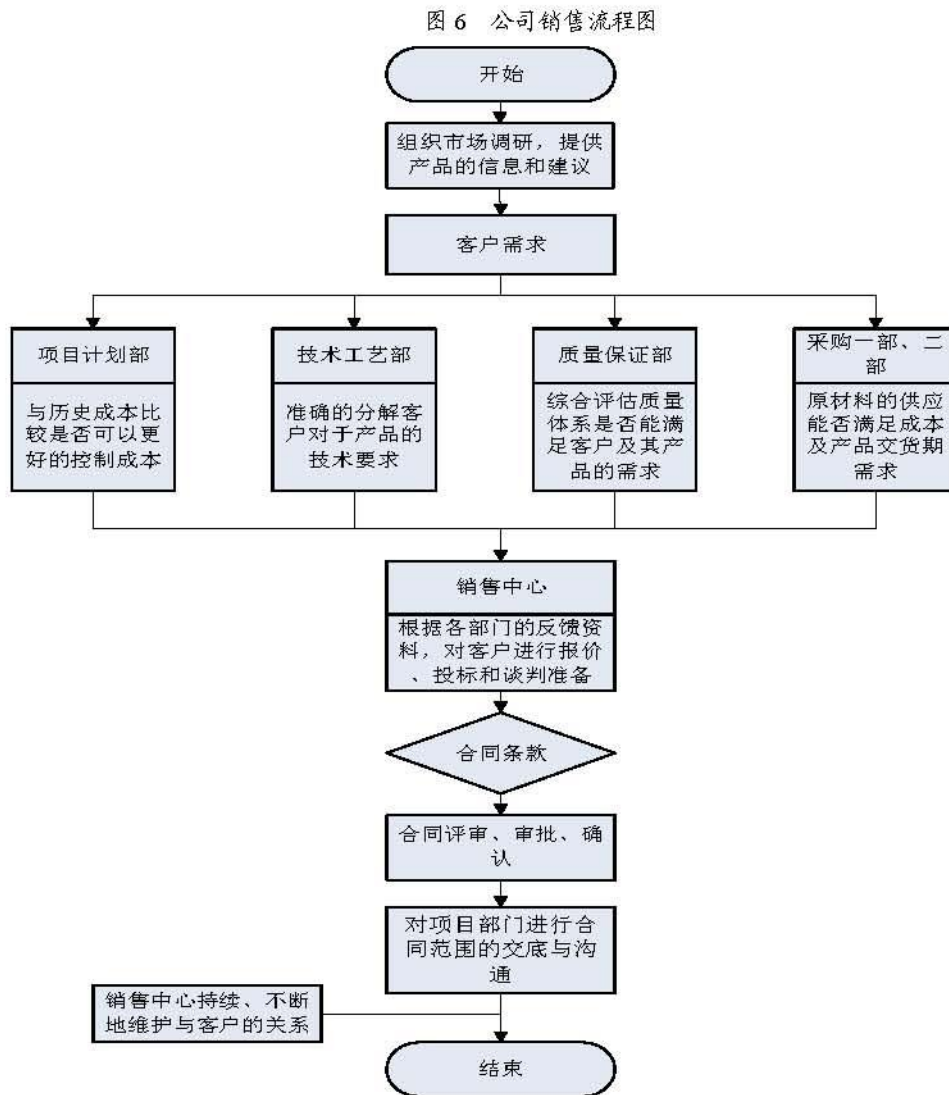 图 6 公司销售流程图
开始
组织市场调研，提供
产品的信息和建议
客户需求
项目计划部
与历史成本比
较是否可以更
好的控制成本
技术工艺部
准确的分解客
户对于产品的
技术要求
质量保证部
综合评估质量
体系是否能满
足客户及其产
品的需求
采购一部、二
部
原材料的供应
能否满足成本
及产品交货期
需求
销售中心
根据各部门的反馈资
料，对客户进行报价
、投标和谈判准备
合同条款
合同评审、审批、确
认
对项目部门进行合
同范围的交底与沟
通
销售中心持续、不断
地维护与客户的关系
结束